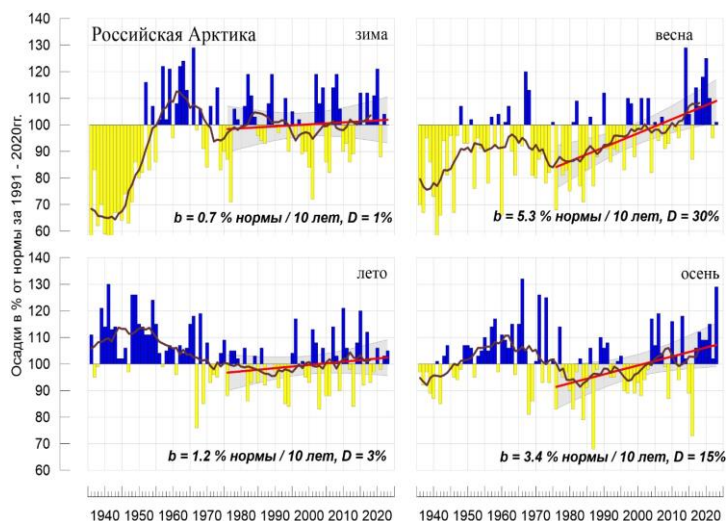 Осадки в % от нормы за 1991 - 2020гг.
140
130
120
110
100
90
80
70
60
Российская Арктика
зима
b = 0.7 % нормы / 10 лет, D = 1%
весна
b = 5.3 % нормы / 10 лет, D = 30%
140
130
120
110
100
90
80
70
60
лето
b = 1.2 % нормы / 10 лет, D = 3%
осень
b = 3.4 % нормы / 10 лет, D = 15%
1940 1950 1960 1970 1980 1990 2000 2010 2020
1940 1950 1960 1970 1980 1990 2000 2010 2020